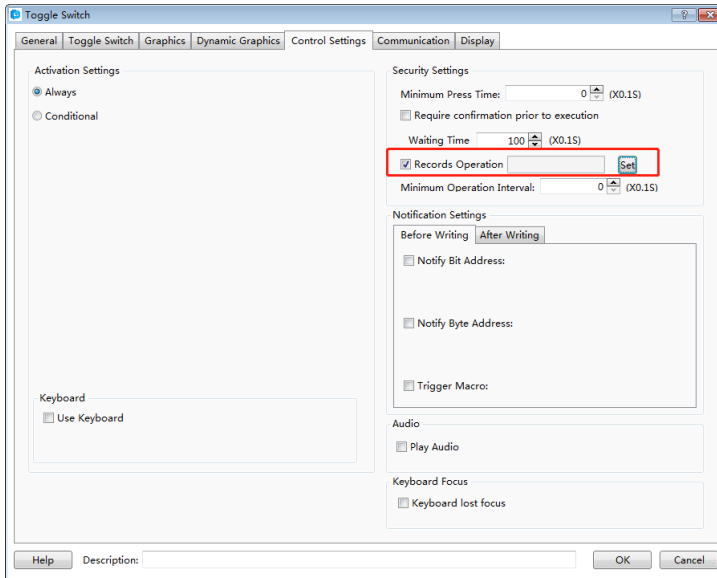 Toggle Switch
General Toggle Switch Graphics Dynamic Graphics Control Settings Communication Display
Activation Settings
Always
Conditional
Keyboard
Use Keyboard
Security Settings
Minimum Press Time: 0 (X0.1S)
Require confirmation prior to execution
Waiting Time 100 (X0.1S)
Records Operation Set
Minimum Operation Interval: 0 (X0.1S)
Notification Settings
Before Writing After Writing
Notify Bit Address:
Notify Byte Address:
Trigger Macro:
Audio
Play Audio
Keyboard Focus
Keyboard lost focus
Help Description: OK Cancel